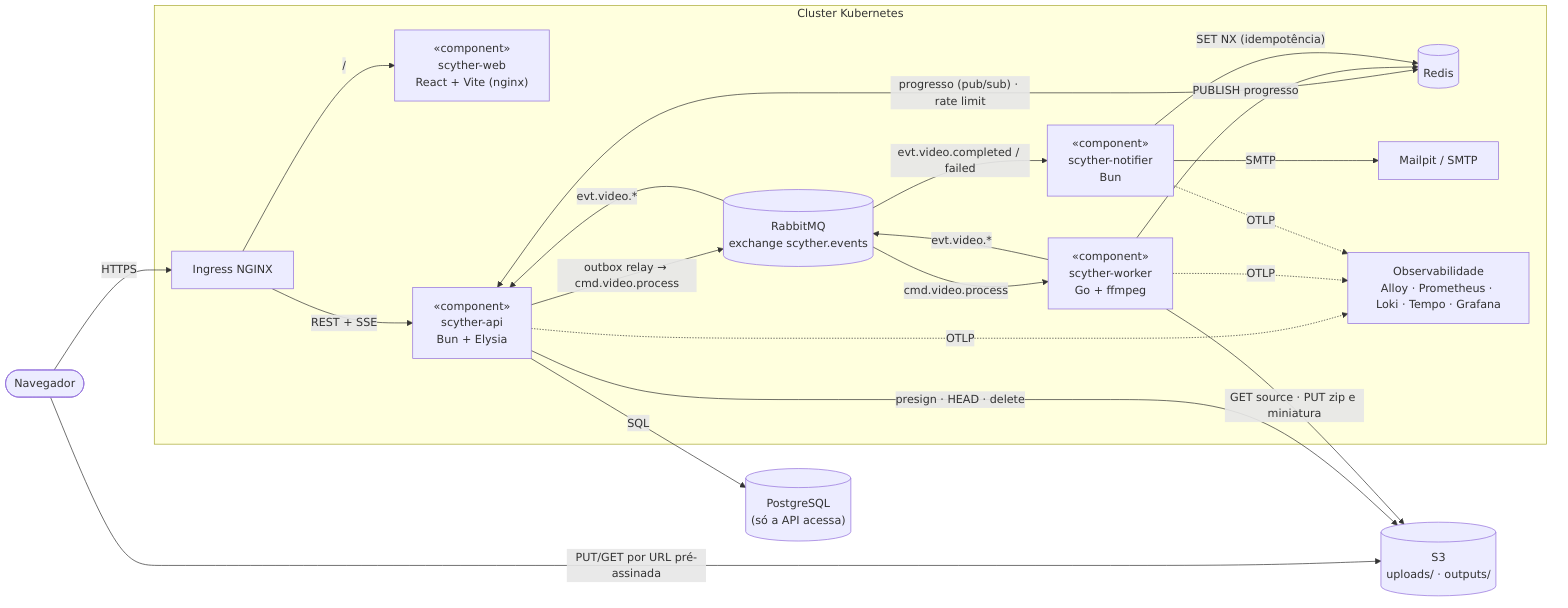 Cluster Kubernetes
«component»
scyther-web
React + Vite (nginx)
/
SET NX (idempotência)
Redis
progresso (pub/sub) ·
rate limit
PUBLISH progresso
«component»
scyther-notifier
Bun
evt.video.completed /
failed
SMTP
Mailpit / SMTP
evt.video.*
RabbitMQ
exchange scyther.events
OTLP
evt.video.*
«component»
scyther-worker
Go + ffmpeg
HTTPS
Ingress NGINX
outbox relay →
cmd.video.process
cmd.video.process
OTLP
Observabilidade
Alloy · Prometheus ·
Loki · Tempo · Grafana
REST + SSE
«component»
scyther-api
Bun + Elysia
OTLP
Navegador
presign · HEAD · delete
GET source · PUT zip e
miniatura
SQL
PostgreSQL
(só a API acessa)
PUT/GET por URL pré-
assinada
S3
uploads/ · outputs/